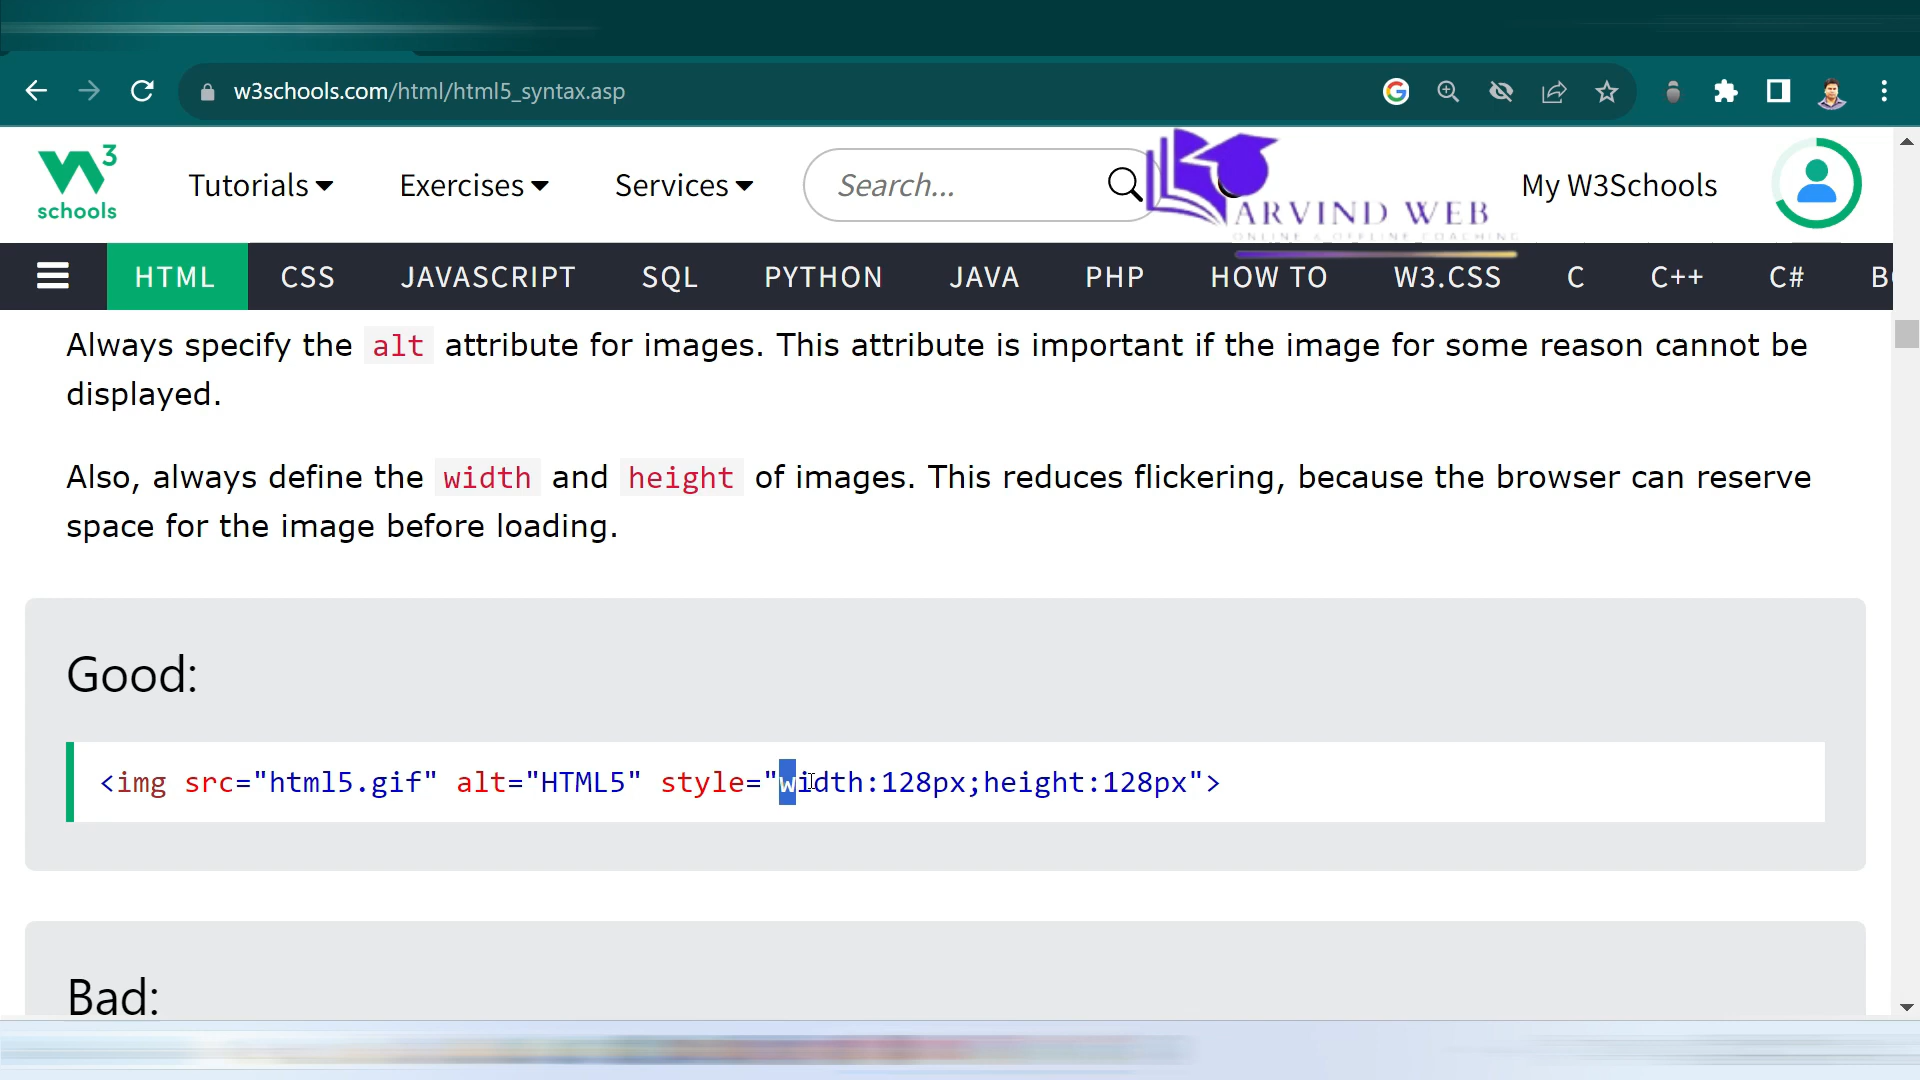 w3schools.com/html/html5_syntax.asp
3
schools
Tutorials
Exercises
Services
Search...
ARVIND WEB
ONLINE & OFFLINE COACHING
My W3Schools
HTML CSS JAVASCRIPT SQL PYTHON JAVA PHP HOW TO W3.CSS C C++ C#
Always specify the alt attribute for images. This attribute is important if the image for some reason cannot be
displayed.
Also, always define the width and height of images. This reduces flickering, because the browser can reserve
space for the image before loading.
Good:
<img src="html5.gif" alt="HTML5" style="width:128px;height:128px">
Bad: